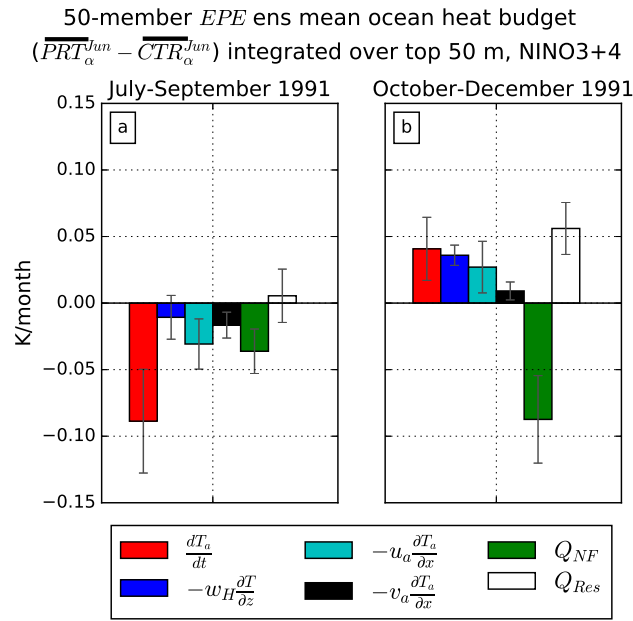 50-member EPE ens mean ocean heat budget
(P̅R̅T̅_α^Jun − C̅T̅R̅_α^Jun) integrated over top 50 m, NINO3+4
July-September 1991 October-December 1991
a b
K/month
0.15
0.10
0.05
0.00
−0.05
−0.10
−0.15
dT_a/dt −u_a ∂T_a/∂x Q_NF
−w_H ∂T/∂z −v_a ∂T_a/∂x Q_Res